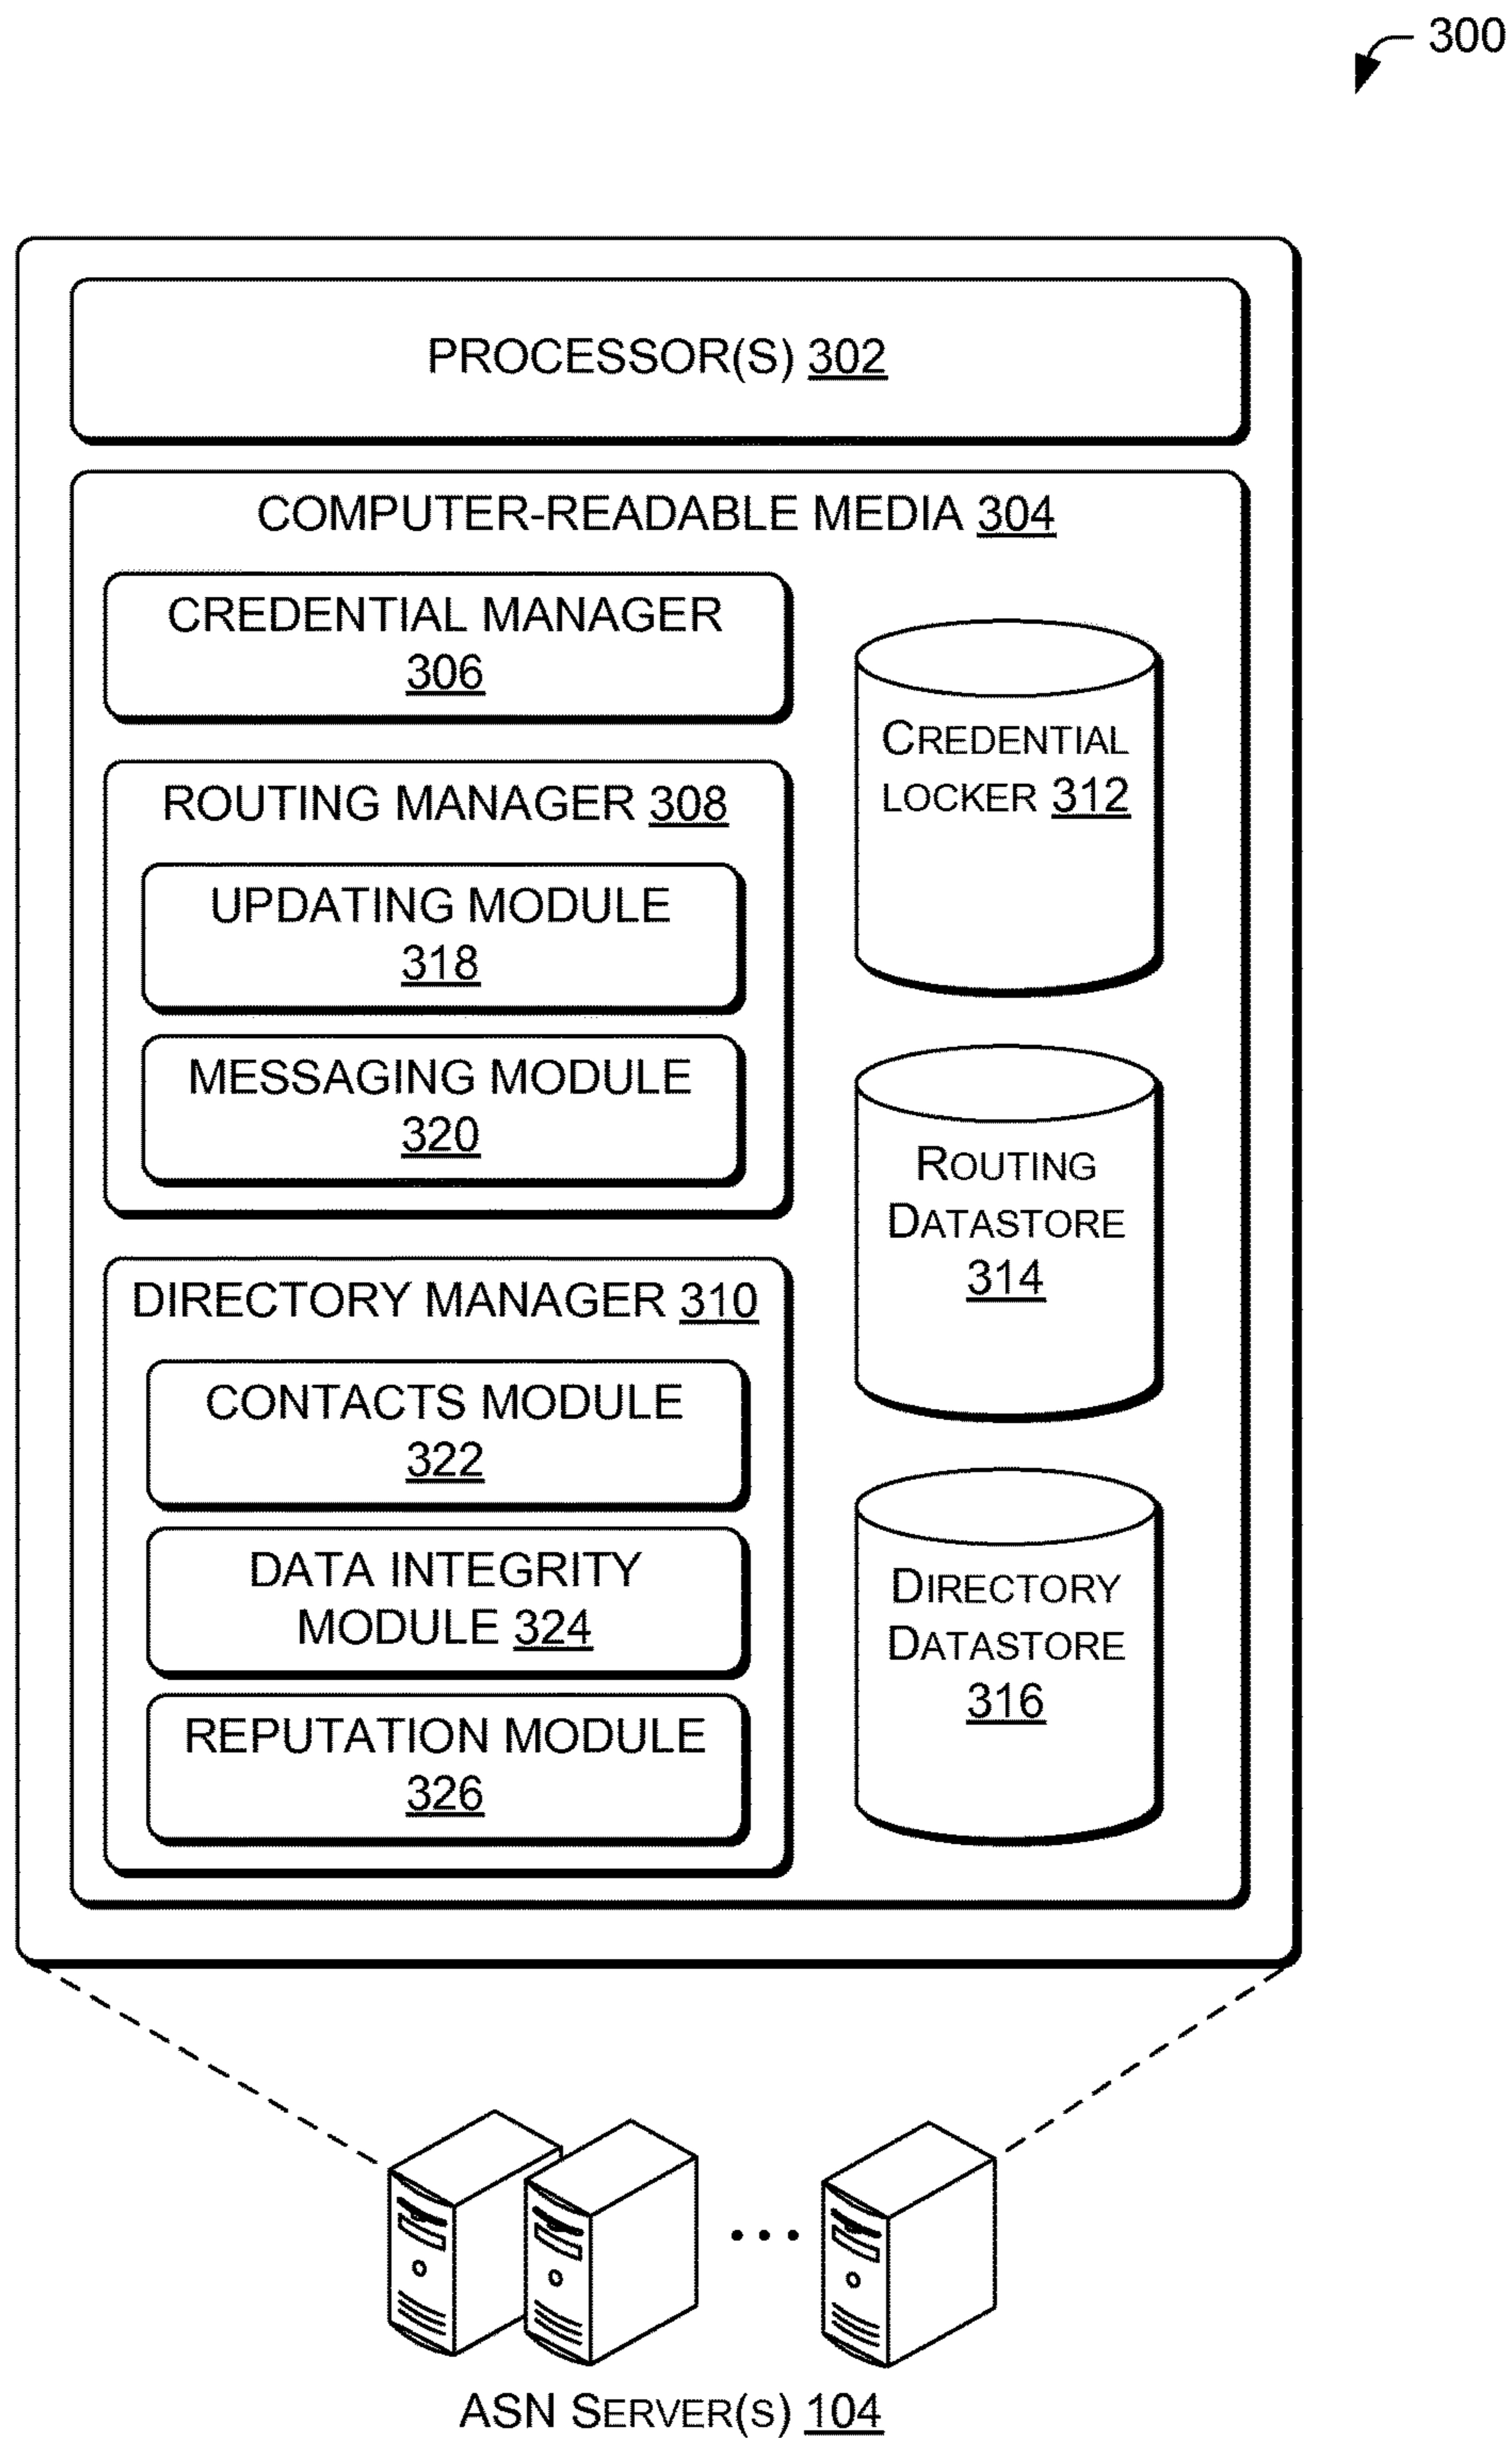 300
PROCESSOR(S) 302
COMPUTER-READABLE MEDIA 304
CREDENTIAL MANAGER
306
ROUTING MANAGER 308
UPDATING MODULE
318
MESSAGING MODULE
320
DIRECTORY MANAGER 310
CONTACTS MODULE
322
DATA INTEGRITY
MODULE 324
REPUTATION MODULE
326
CREDENTIAL
LOCKER 312
ROUTING
DATASTORE
314
DIRECTORY
DATASTORE
316
ASN SERVER(S) 104